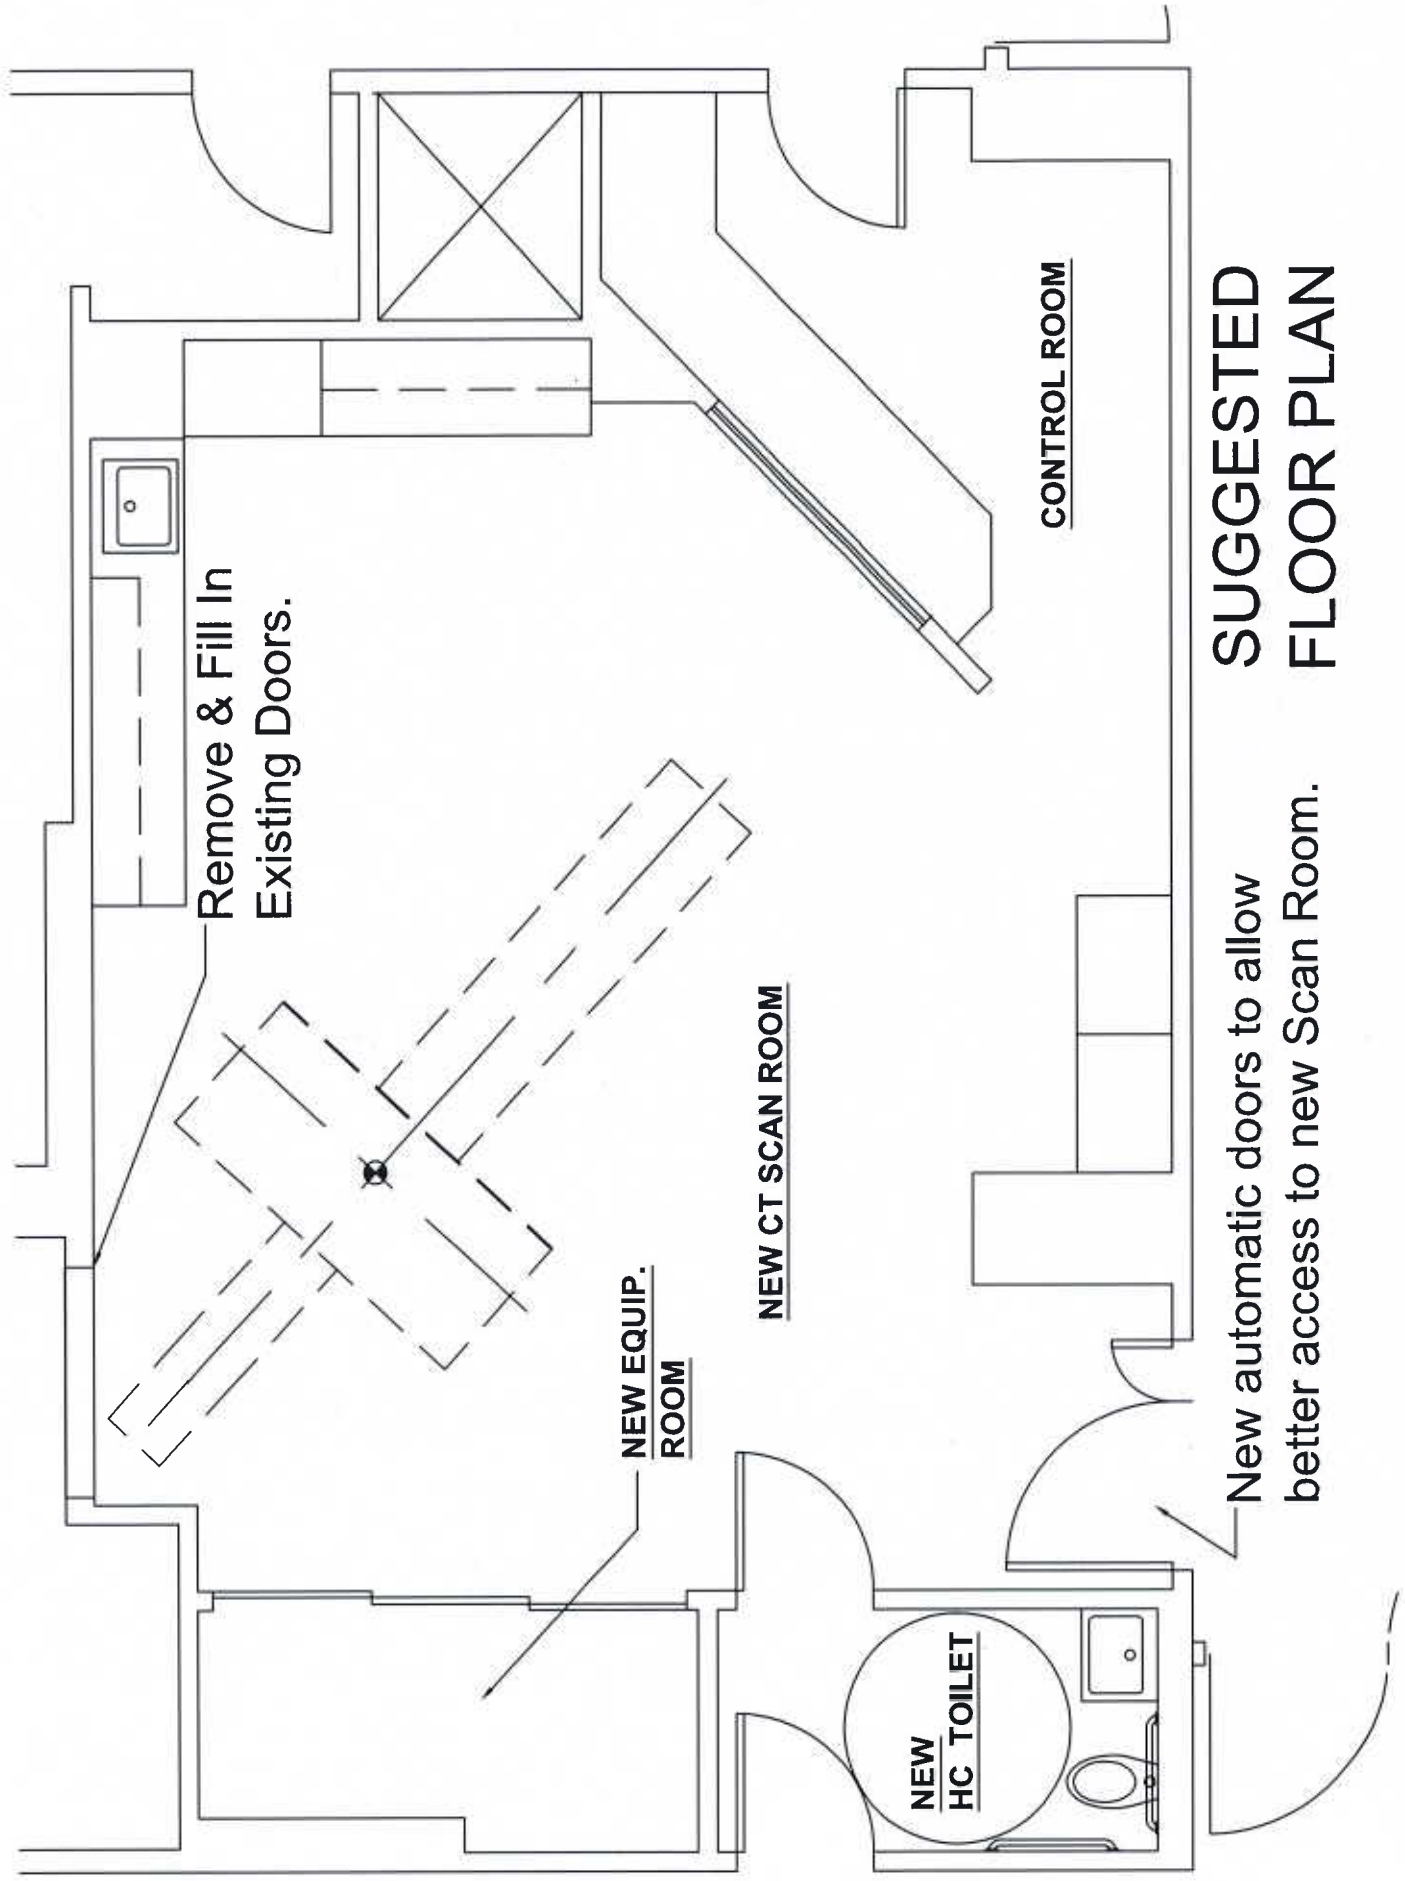 Remove & Fill In
Existing Doors.
NEW EQUIP.
ROOM
NEW CT SCAN ROOM
NEW
HC TOILET
CONTROL ROOM
New automatic doors to allow
better access to new Scan Room.
SUGGESTED
FLOOR PLAN